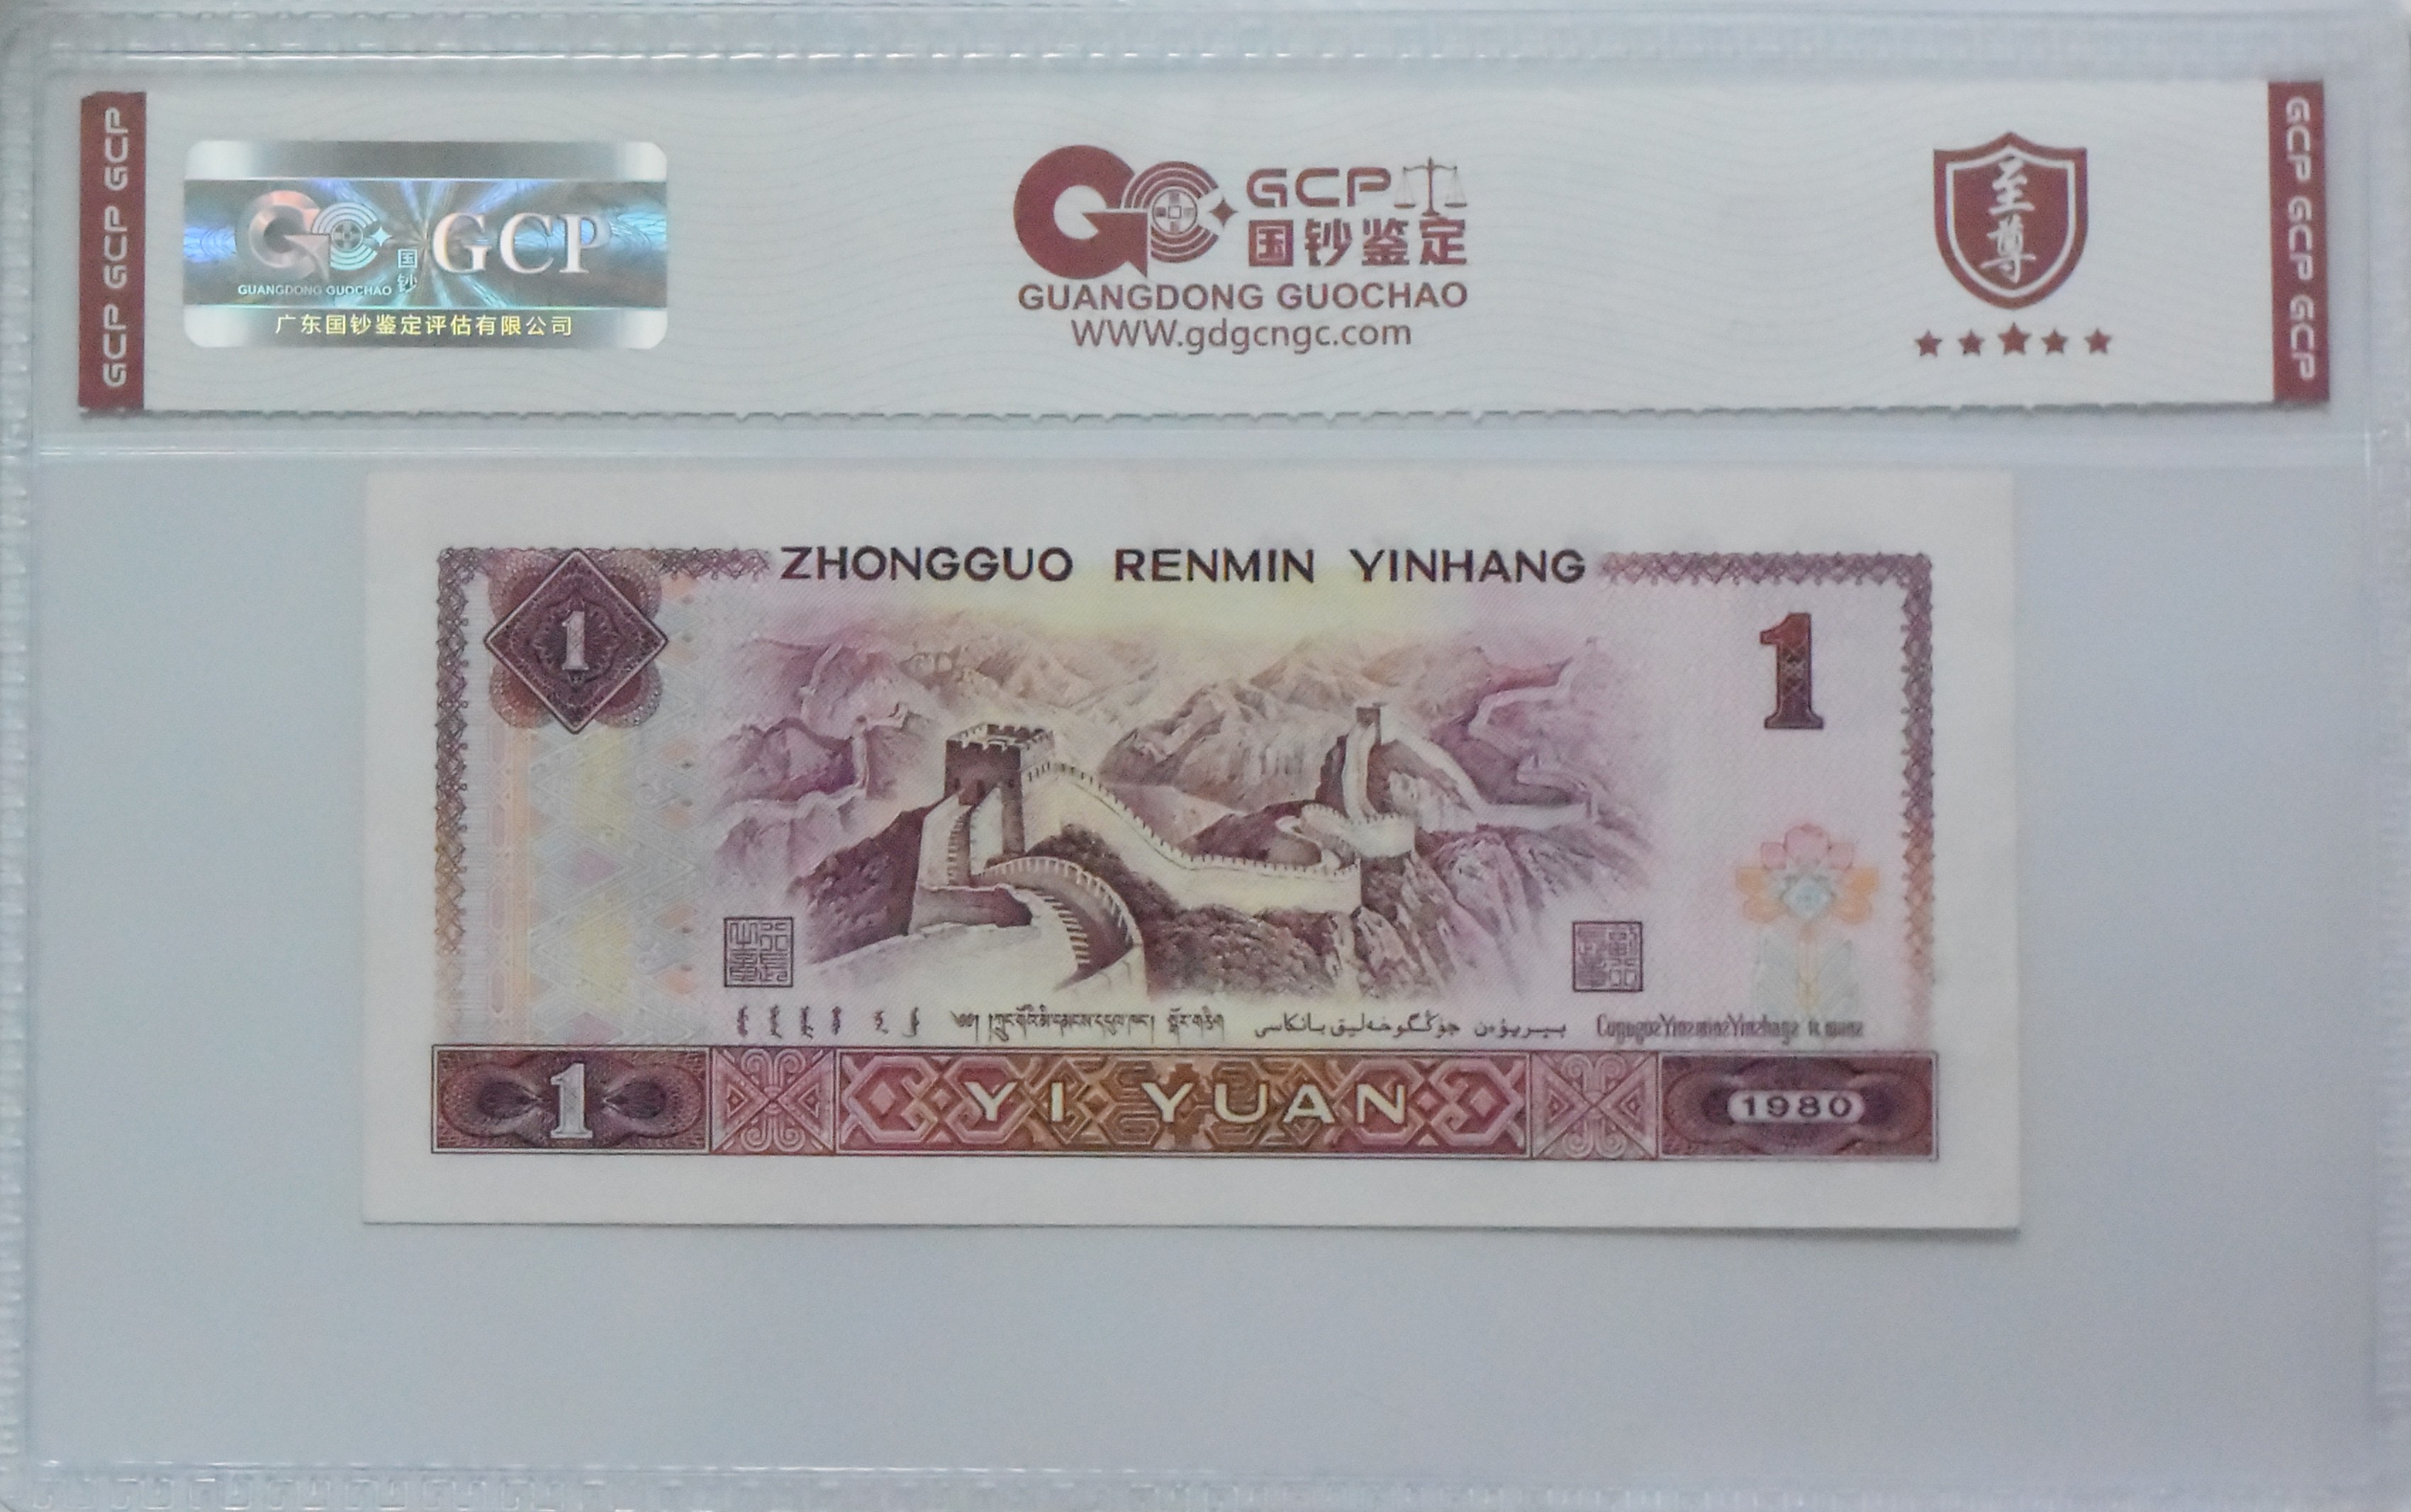 GCP GCP GCP
GCP
国
钞
GUANGDONG GUOCHAO
广东国钞鉴定评估有限公司
GCP
国钞鉴定
GUANGDONG GUOCHAO
WWW.gdgcngc.com
至尊
GCP GCP GCP
ZHONGGUO RENMIN YINHANG
1
1
1
YI YUAN
1980